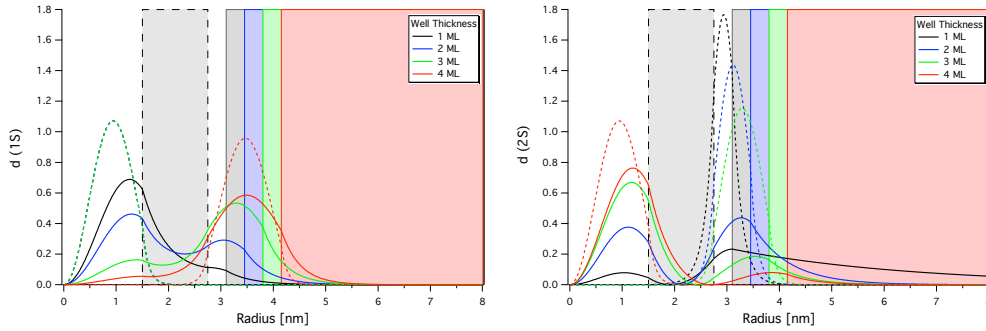 1.8
1.6
1.4
1.2
1.0
0.8
0.6
0.4
0.2
0.0
d (1S)
0 1 2 3 4 5 6 7 8
Radius [nm]
Well Thickness
1 ML
2 ML
3 ML
4 ML
1.8
1.6
1.4
1.2
1.0
0.8
0.6
0.4
0.2
0.0
d (2S)
0 1 2 3 4 5 6 7
Radius [nm]
Well Thickness
1 ML
2 ML
3 ML
4 ML